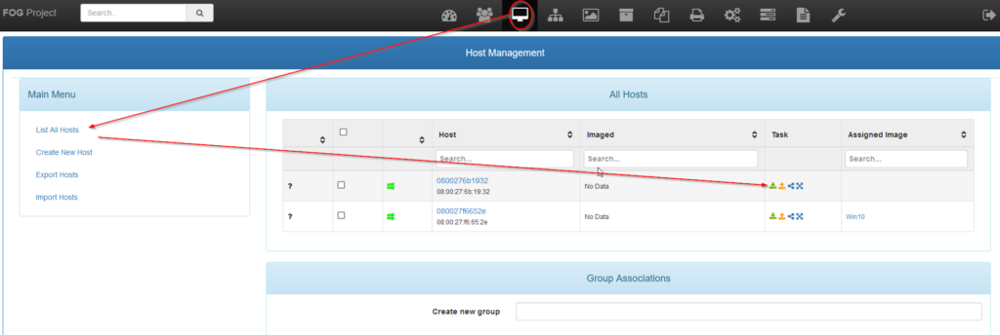 FOG Project
Search...
Host Management
Main Menu
List All Hosts
Create New Host
Export Hosts
Import Hosts
All Hosts
Host Imaged Task Assigned Image
Search... Search... Search...
? 0800276b1932 No Data
08:00:27:6b:19:32
? 080027f6652e No Data Win10
08:00:27:f6:65:2e
Group Associations
Create new group